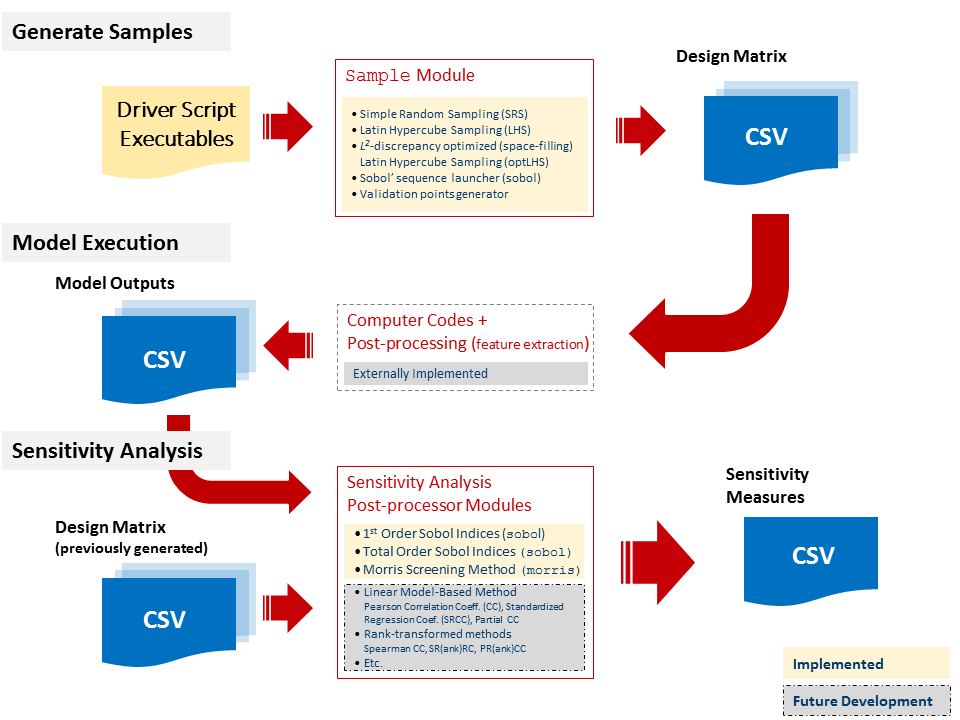 Generate Samples
Driver Script
Executables
Sample Module
• Simple Random Sampling (SRS)
• Latin Hypercube Sampling (LHS)
• L²-discrepancy optimized (space-filling)
Latin Hypercube Sampling (optLHS)
• Sobol’ sequence launcher (sobol)
• Validation points generator
Design Matrix
CSV
Model Execution
Model Outputs
CSV
Computer Codes +
Post-processing (feature extraction)
Externally Implemented
Sensitivity Analysis
Design Matrix
(previously generated)
CSV
Sensitivity Analysis
Post-processor Modules
• 1st Order Sobol Indices (sobol)
• Total Order Sobol Indices (sobol)
• Morris Screening Method (morris)
• Linear Model-Based Method
Pearson Correlation Coeff. (CC), Standardized
Regression Coef. (SRCC), Partial CC
• Rank-transformed methods
Spearman CC, SR(ank)RC, PR(ank)CC
• Etc.
Sensitivity
Measures
CSV
Implemented
Future Development